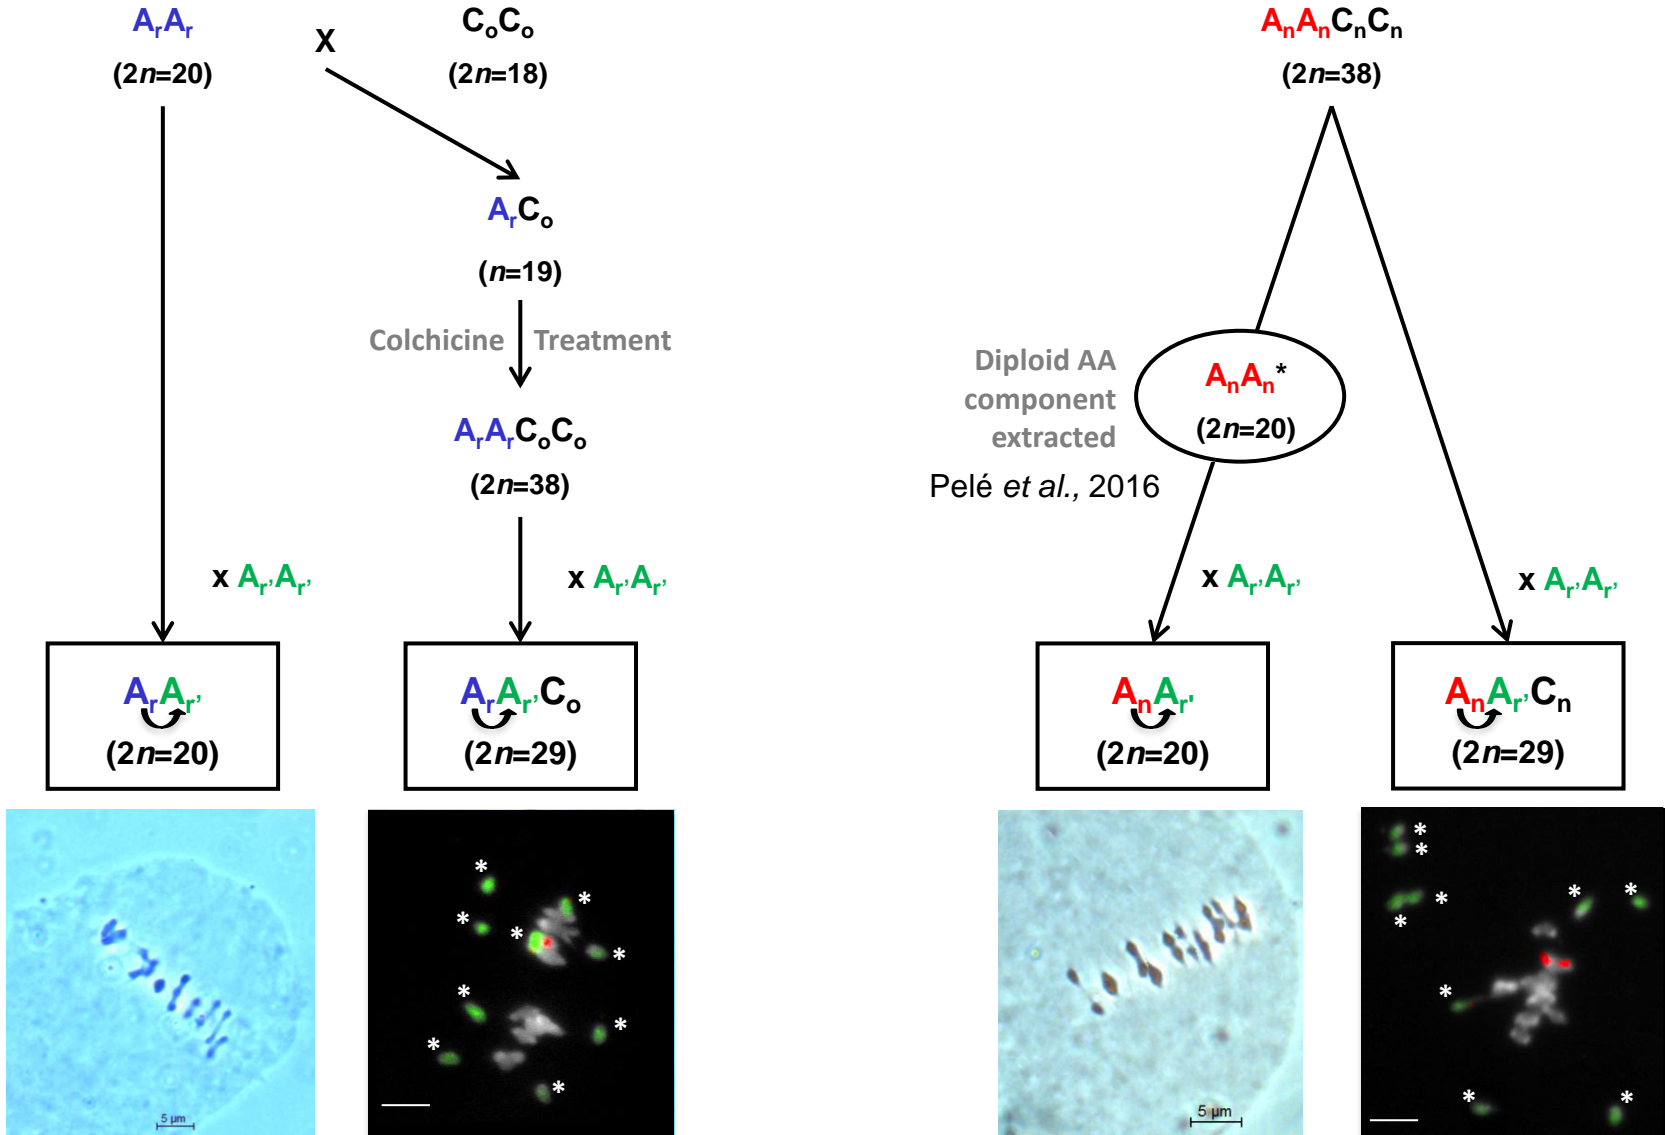 AᵣAᵣ
X
CₒCₒ
AₙAₙCₙCₙ
(2n=20)
(2n=18)
(2n=38)
AᵣCₒ
(n=19)
Colchicine Treatment
AᵣAᵣCₒCₒ
(2n=38)
Diploid AA
component
extracted
AₙAₙ*
(2n=20)
Pelé et al., 2016
x Aᵣ’Aᵣ’
x Aᵣ’Aᵣ’
x Aᵣ’Aᵣ’
x Aᵣ’Aᵣ’
AᵣAᵣ’
(2n=20)
AᵣAᵣ’Cₒ
(2n=29)
AₙAᵣ'
(2n=20)
AₙAᵣ’Cₙ
(2n=29)
* * * * * * * * *
* * * * * * * * *
5 µm
5 µm